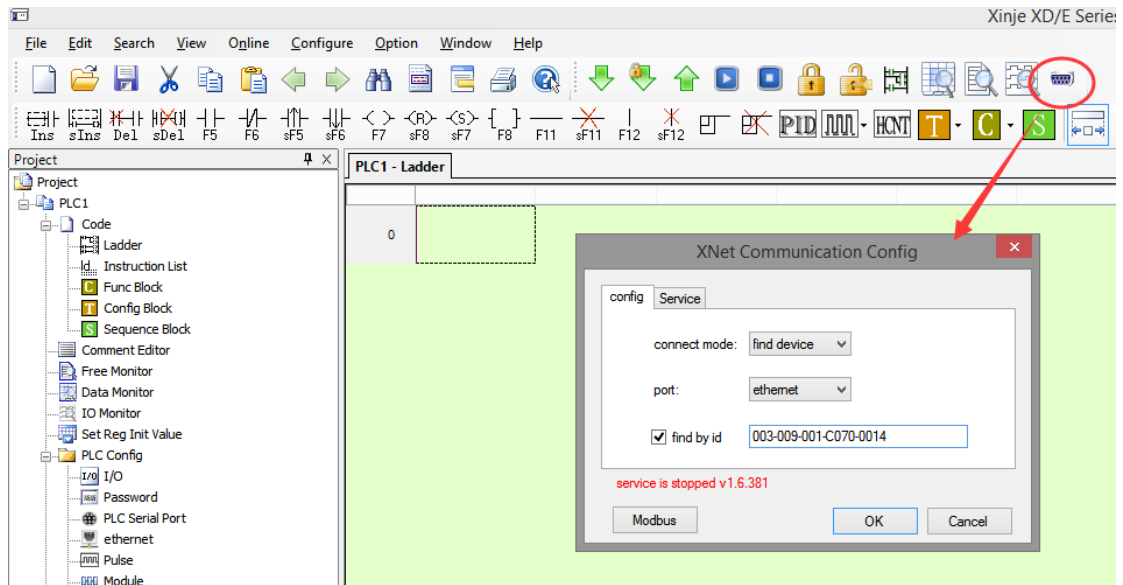 Xinje XD/E Series
File Edit Search View Online Configure Option Window Help
Ins sIns Del sDel F5 F6 sF5 sF6 F7 sF8 sF7 F8 F11 sF11 F12 sF12 PID HCNT T C S
Project
PLC1 - Ladder
Project
PLC1
Code
Ladder
Instruction List
C Func Block
T Config Block
S Sequence Block
Comment Editor
Free Monitor
Data Monitor
IO Monitor
Set Reg Init Value
PLC Config
I/O I/O
Password
PLC Serial Port
ethernet
Pulse
Module
0
XNet Communication Config
config Service
connect mode: find device
port: ethernet
find by id 003-009-001-C070-0014
service is stopped v1.6.381
Modbus OK Cancel